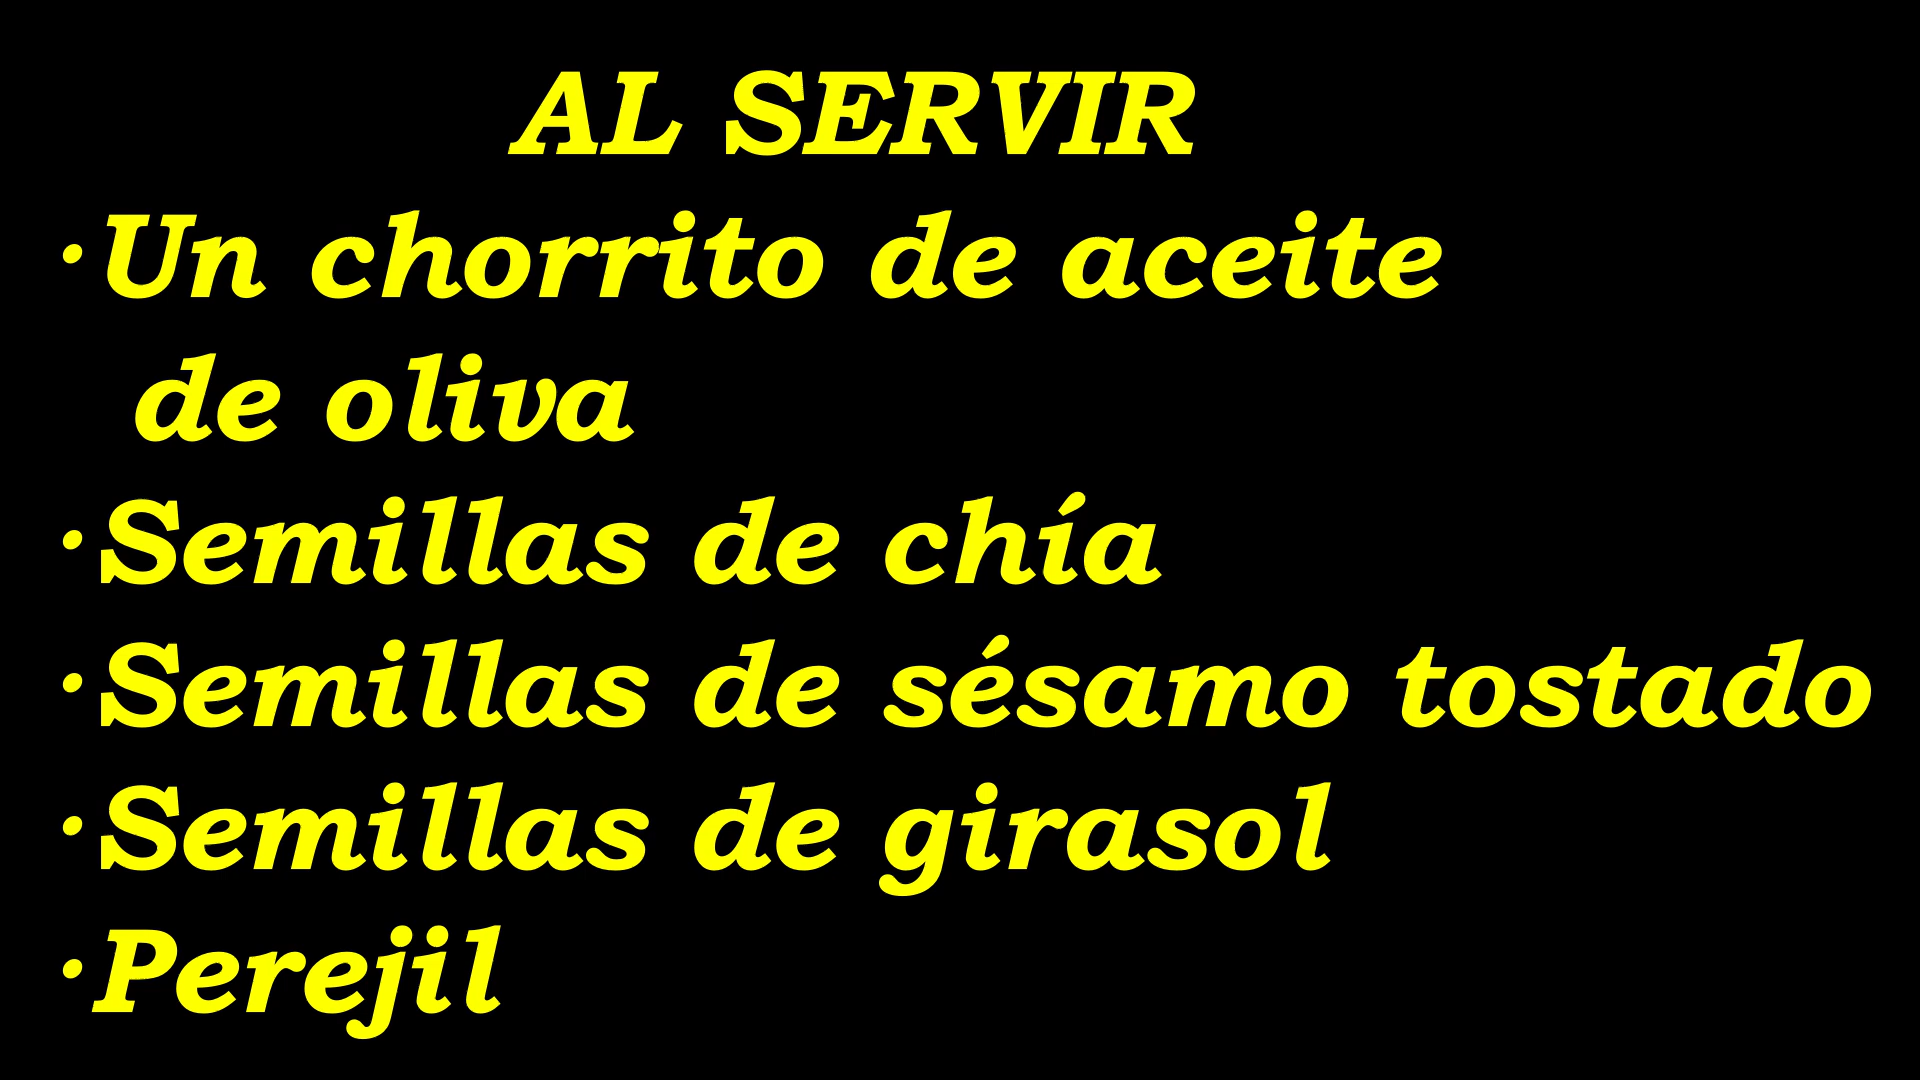 AL SERVIR
•Un chorrito de aceite
de oliva
•Semillas de chía
•Semillas de sésamo tostado
•Semillas de girasol
•Perejil